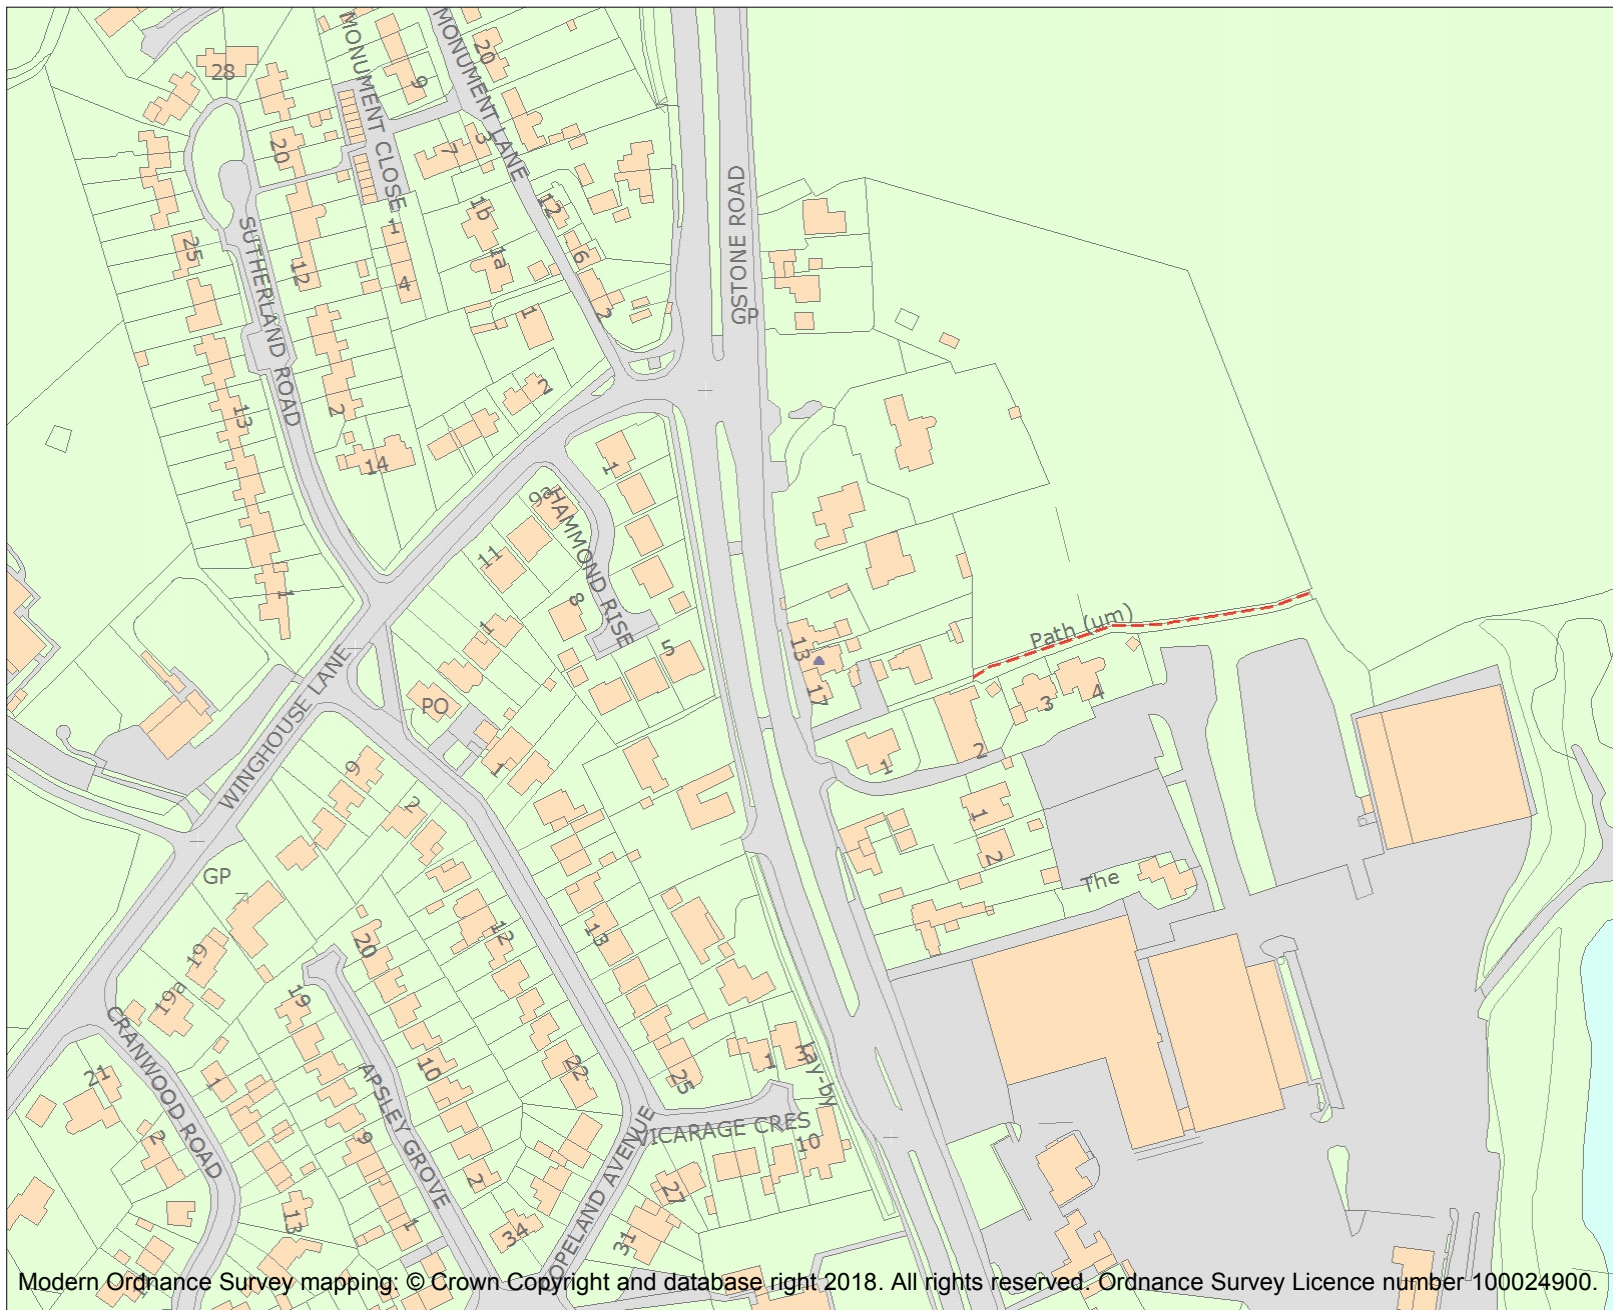 MONUMENT CLOSE
MONUMENT LANE
20
28
9
20
3
7
25
SUTHERLAND ROAD
12
1
4
1b
1a
12
6
2
1
STONE ROAD
GP
13
2
14
2
1
9a
HAMMOND RISE
11
8
1
1
5
13
17
Path (um)
3
4
2
1
PO
WINGHOUSE LANE
1
9
2
1
2
The
GP
19
19a
20
12
13
19
CRANWOOD ROAD
21
1
2
APSLEY GROVE
10
22
25
1
3
Lay-by
VICARAGE CRES
10
9
2
13
1
34
27
31
OPELAND AVENUE
Modern Ordnance Survey mapping: © Crown Copyright and database right 2018. All rights reserved. Ordnance Survey Licence number 100024900.